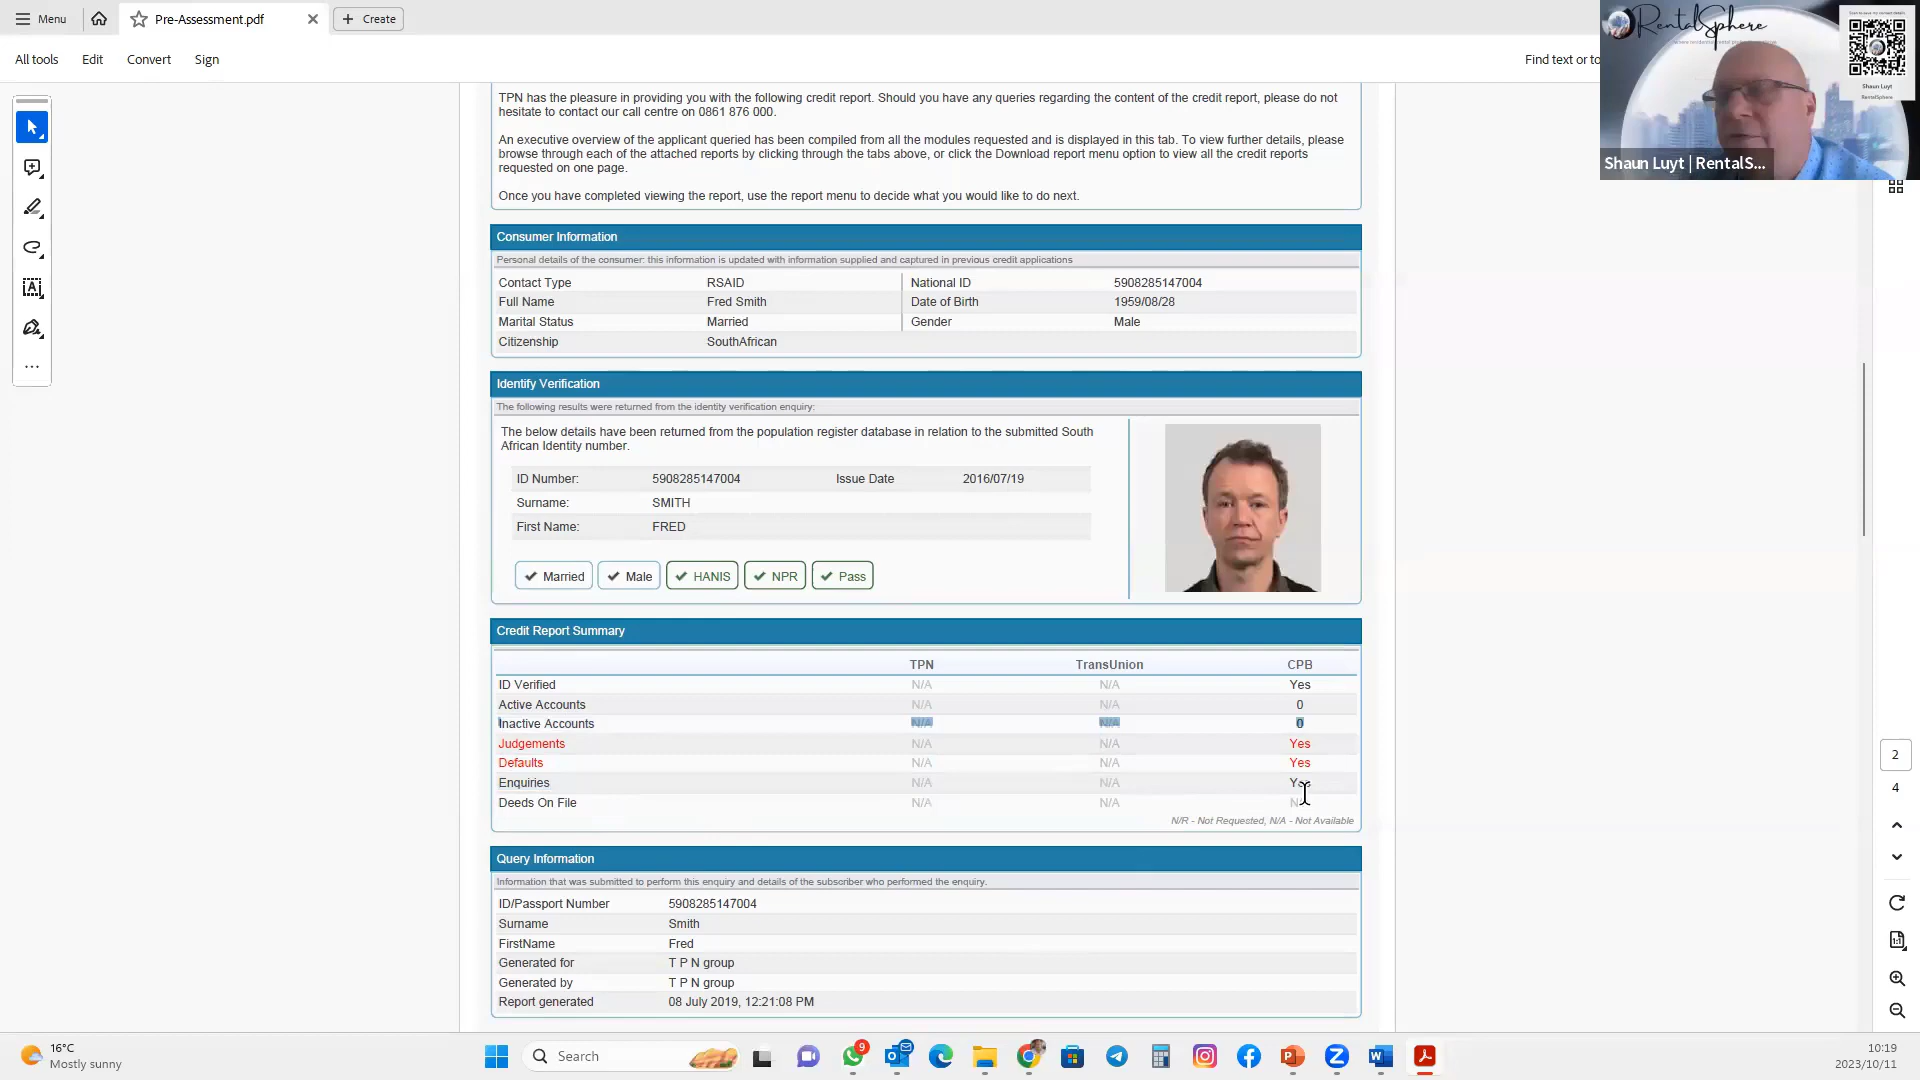 Menu
Pre-Assessment.pdf
Create
All tools
Edit
Convert
Sign
Find text or to
RentalSphere
Shaun Luyt
RentalSphere
Shaun Luyt | RentalS...
TPN has the pleasure in providing you with the following credit report. Should you have any queries regarding the content of the credit report, please do not
hesitate to contact our call centre on 0861 876 000.
An executive overview of the applicant queried has been compiled from all the modules requested and is displayed in this tab. To view further details, please
browse through each of the attached reports by clicking through the tabs above, or click the Download report menu option to view all the credit reports
requested on one page.
Once you have completed viewing the report, use the report menu to decide what you would like to do next.
Consumer Information
Personal details of the consumer: this information is updated with information supplied and captured in previous credit applications
Contact Type RSAID National ID 5908285147004
Full Name Fred Smith Date of Birth 1959/08/28
Marital Status Married Gender Male
Citizenship SouthAfrican
Identify Verification
The following results were returned from the identity verification enquiry:
The below details have been returned from the population register database in relation to the submitted South
African Identity number.
ID Number: 5908285147004 Issue Date 2016/07/19
Surname: SMITH
First Name: FRED
Married Male HANIS NPR Pass
Credit Report Summary
TPN TransUnion CPB
ID Verified N/A N/A Yes
Active Accounts N/A N/A 0
Inactive Accounts N/A N/A 0
Judgements N/A N/A Yes
Defaults N/A N/A Yes
Enquiries N/A N/A Yes
Deeds On File N/A N/A
N/R - Not Requested, N/A - Not Available
Query Information
Information that was submitted to perform this enquiry and details of the subscriber who performed the enquiry.
ID/Passport Number 5908285147004
Surname Smith
FirstName Fred
Generated for T P N group
Generated by T P N group
Report generated 08 July 2019, 12:21:08 PM
2
4
16°C
Mostly sunny
Search
9
10:19
2023/10/11